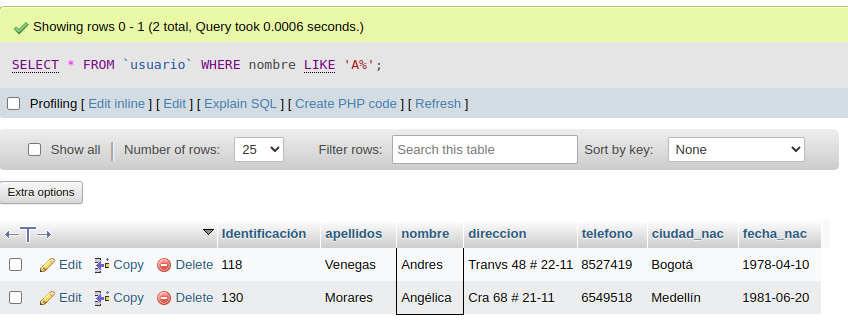 Showing rows 0 - 1 (2 total, Query took 0.0006 seconds.)
SELECT * FROM `usuario` WHERE nombre LIKE 'A%';
Profiling [ Edit inline ] [ Edit ] [ Explain SQL ] [ Create PHP code ] [ Refresh ]
Show all Number of rows: 25 Filter rows: Search this table Sort by key: None
Extra options
Identificación apellidos nombre direccion telefono ciudad_nac fecha_nac
Edit Copy Delete 118 Venegas Andres Tranvs 48 # 22-11 8527419 Bogotá 1978-04-10
Edit Copy Delete 130 Morares Angélica Cra 68 # 21-11 6549518 Medellín 1981-06-20